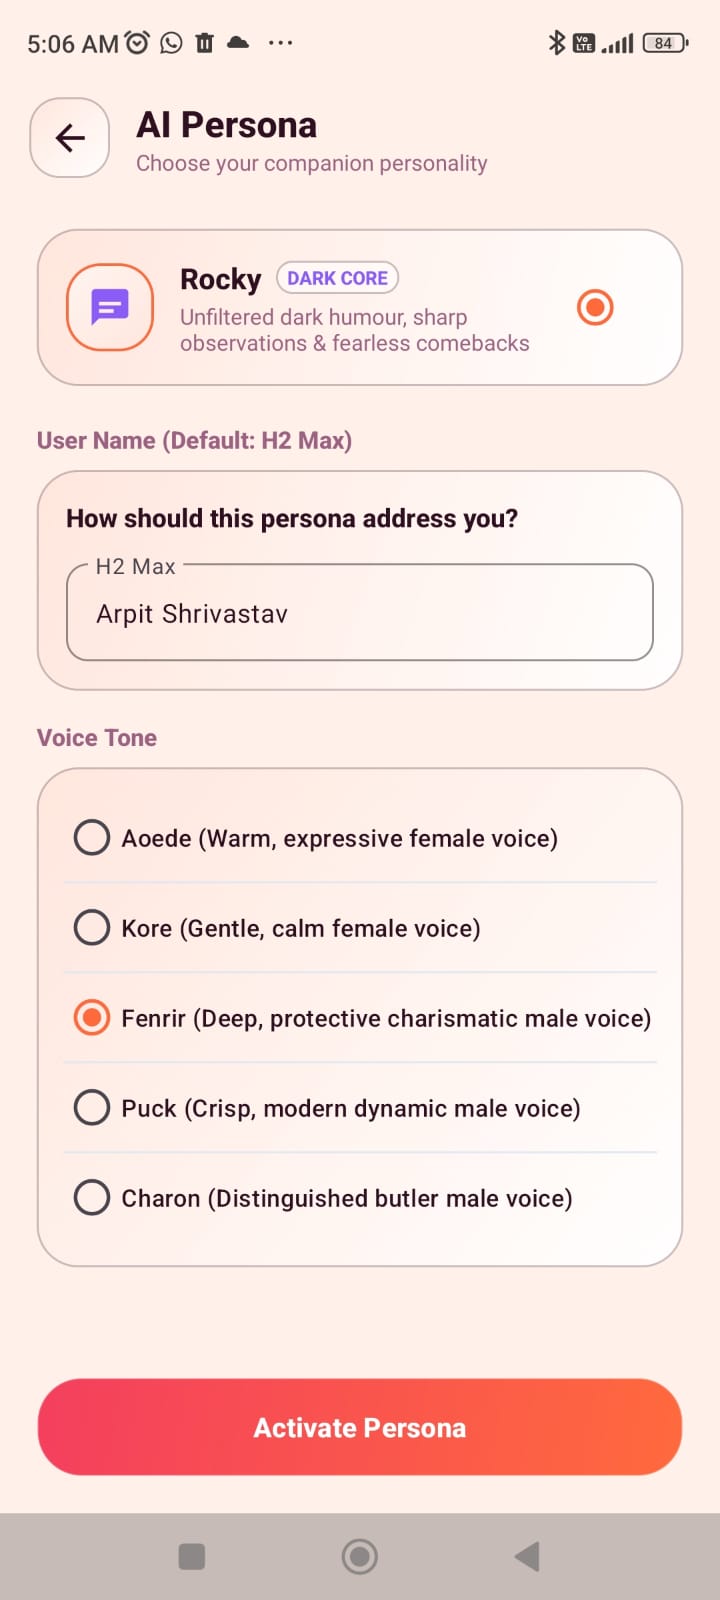 5:06 AM
Vo LTE
84
AI Persona
Choose your companion personality
Rocky DARK CORE
Unfiltered dark humour, sharp
observations & fearless comebacks
User Name (Default: H2 Max)
How should this persona address you?
H2 Max
Arpit Shrivastav
Voice Tone
Aoede (Warm, expressive female voice)
Kore (Gentle, calm female voice)
Fenrir (Deep, protective charismatic male voice)
Puck (Crisp, modern dynamic male voice)
Charon (Distinguished butler male voice)
Activate Persona